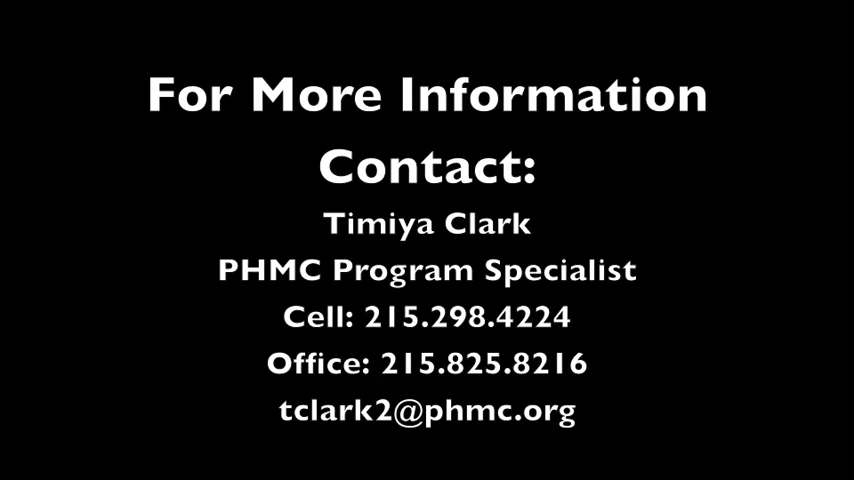 For More Information
Contact:
Timiya Clark
PHMC Program Specialist
Cell: 215.298.4224
Office: 215.825.8216
tclark2@phmc.org